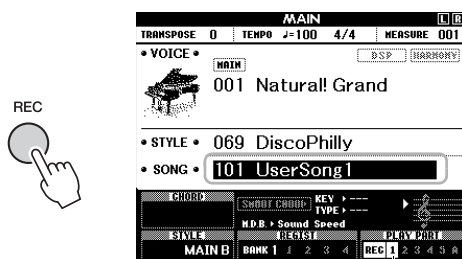 MAIN
L R
TRANSPOSE 0 TEMPO ♩=100 4/4 MEASURE 001
• VOICE • DSP HARMONY
MAIN
001 Natural! Grand
REC
• STYLE • 069 DiscoPhilly
• SONG • 101 UserSong1
CHORD
SMART CHORD KEY ---
TYPE ---
M.D.B. Sound Speed
STYLE REGIST PLAY PART
MAIN B BANK 1 1 2 3 4 REC 1 2 3 4 5 A